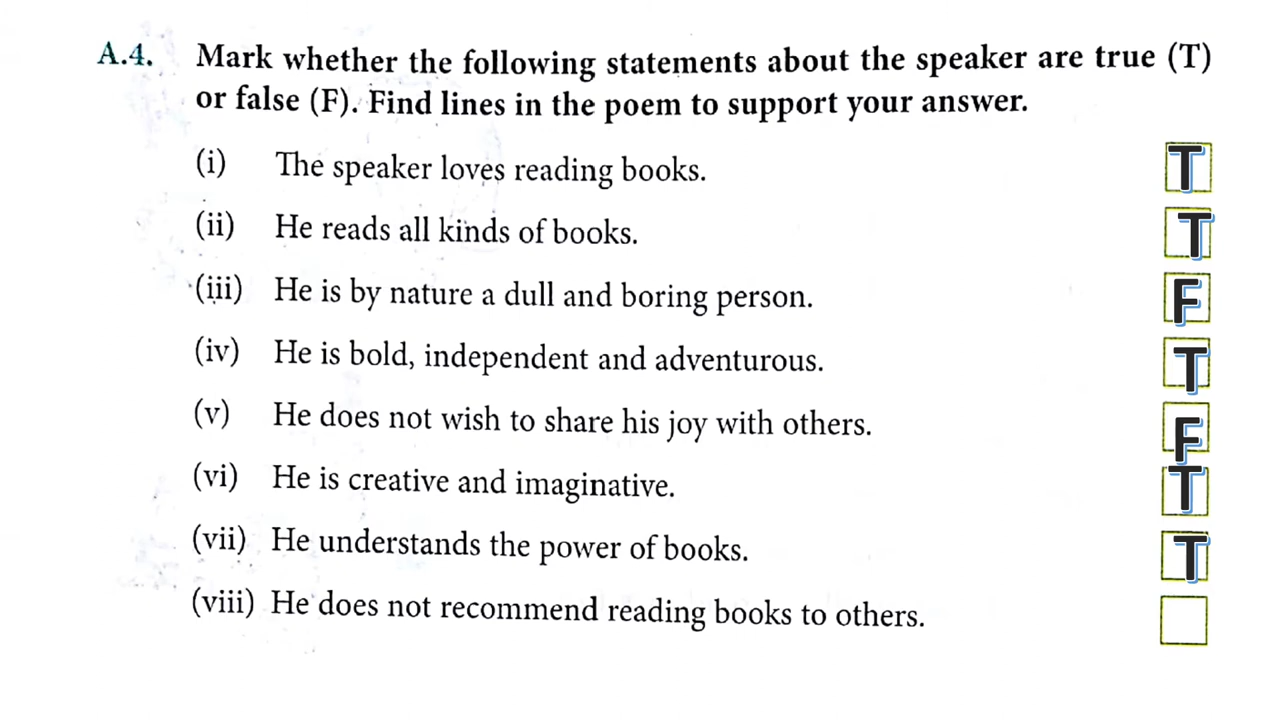 A.4. Mark whether the following statements about the speaker are true (T)
or false (F). Find lines in the poem to support your answer.
(i) The speaker loves reading books. T
(ii) He reads all kinds of books. T
(iii) He is by nature a dull and boring person. F
(iv) He is bold, independent and adventurous. T
(v) He does not wish to share his joy with others. F
(vi) He is creative and imaginative. T
(vii) He understands the power of books. T
(viii) He does not recommend reading books to others.